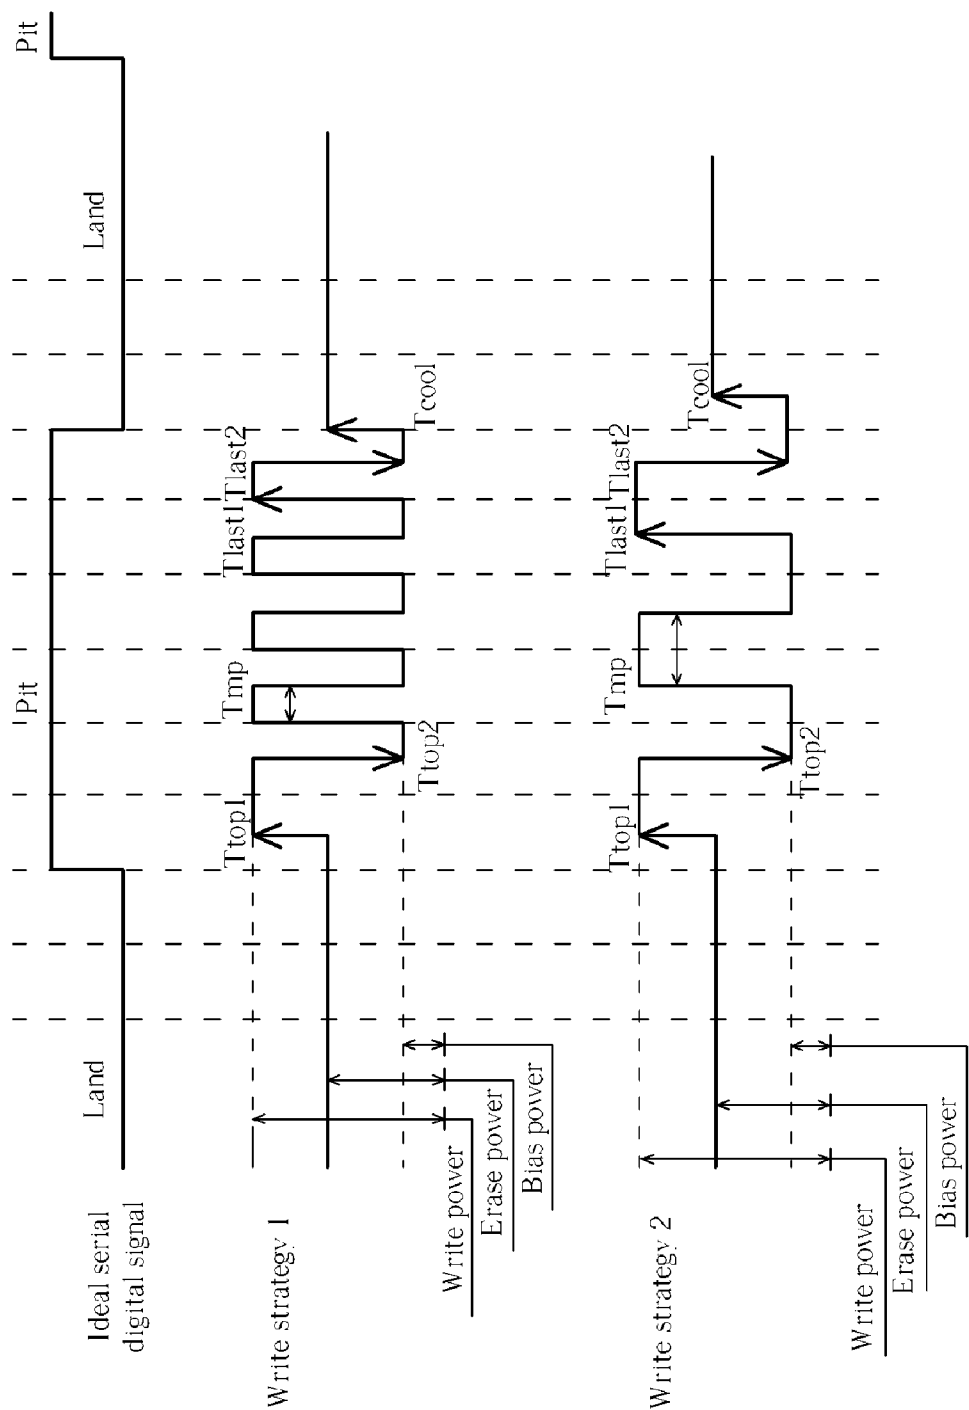 Ideal serial
digital signal
Land
Pit
Land
Pit
Write strategy 1
Ttop1
Tmp
Tlast1
Tlast2
Ttop2
Tcool
Write power
Erase power
Bias power
Write strategy 2
Ttop1
Tmp
Tlast1
Tlast2
Tcool
Ttop2
Write power
Erase power
Bias power